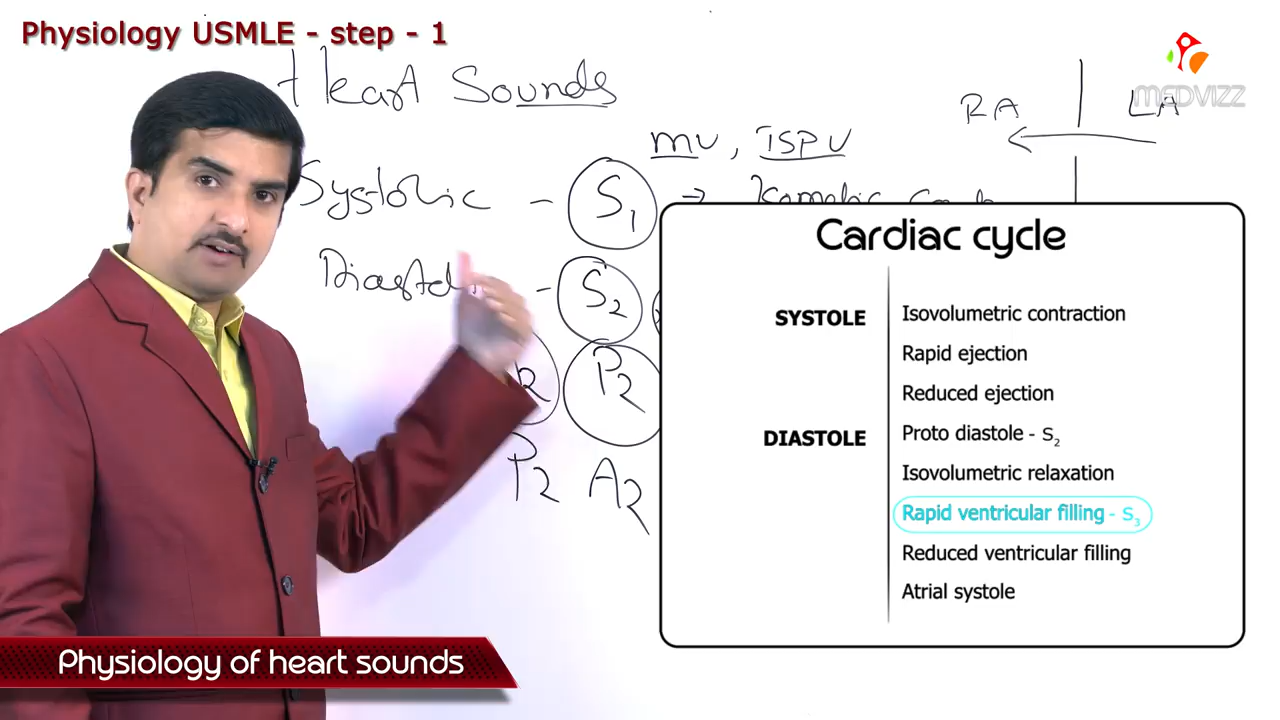 Physiology USMLE - step - 1
MEDVIZZ
Heart Sounds
RA
LA
mv, TSPV
Systolic - S1 →
- S2
P2
P2 A2
Cardiac cycle
SYSTOLE
Isovolumetric contraction
Rapid ejection
Reduced ejection
DIASTOLE
Proto diastole - S2
Isovolumetric relaxation
Rapid ventricular filling - S3
Reduced ventricular filling
Atrial systole
Physiology of heart sounds